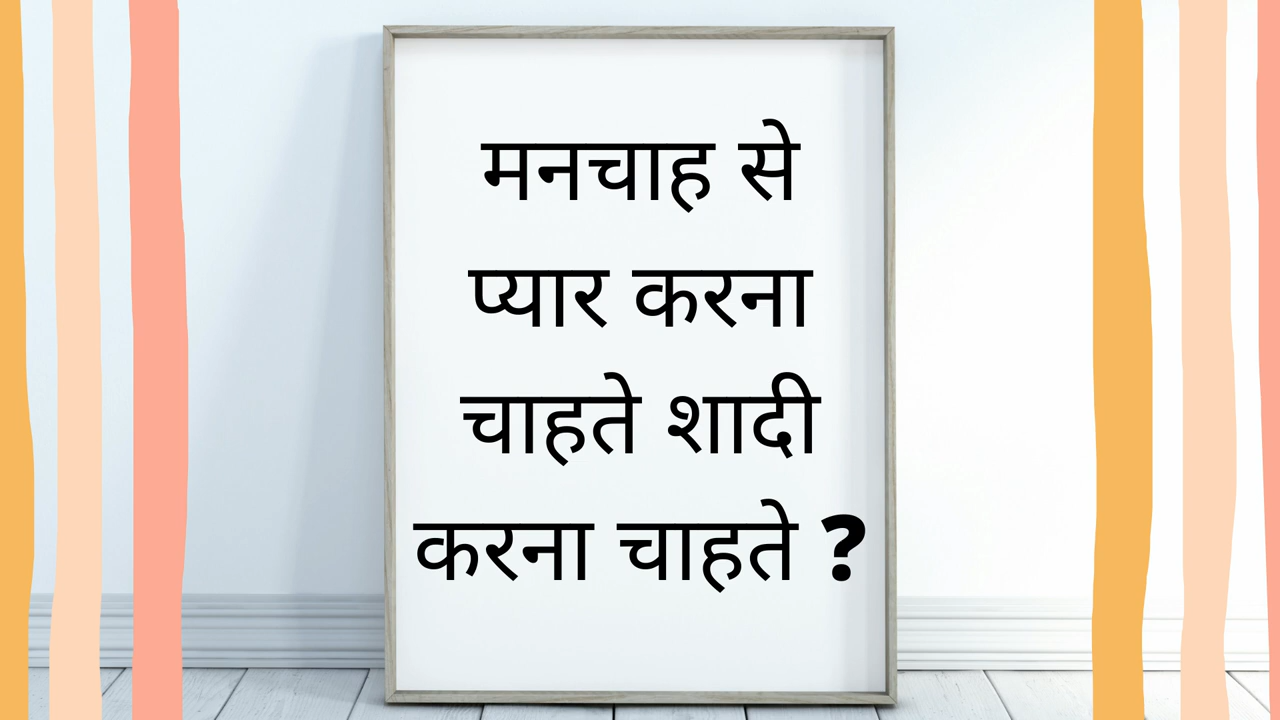 मनचाह से
प्यार करना
चाहते शादी
करना चाहते ?